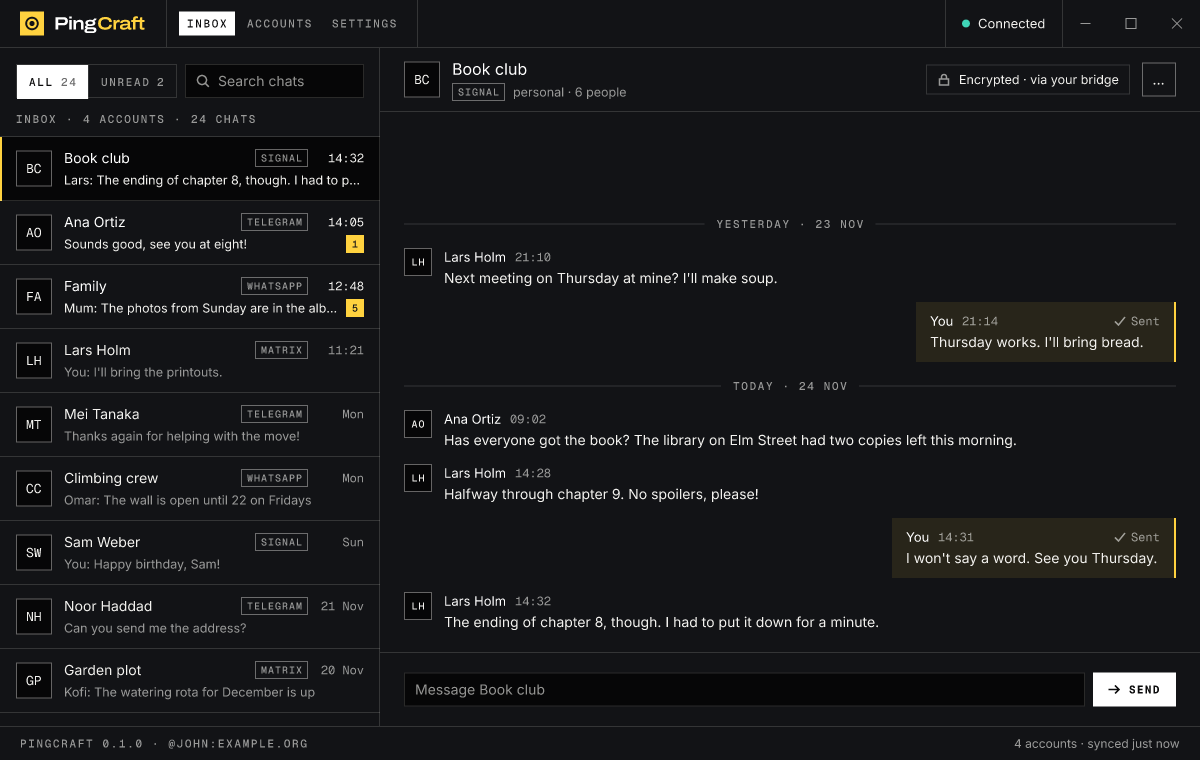 PingCraft
INBOX ACCOUNTS SETTINGS
Connected
ALL 24 UNREAD 2 Search chats
INBOX · 4 ACCOUNTS · 24 CHATS
BC Book club SIGNAL 14:32
Lars: The ending of chapter 8, though. I had to p...
AO Ana Ortiz TELEGRAM 14:05
Sounds good, see you at eight! 1
FA Family WHATSAPP 12:48
Mum: The photos from Sunday are in the alb... 5
LH Lars Holm MATRIX 11:21
You: I'll bring the printouts.
MT Mei Tanaka TELEGRAM Mon
Thanks again for helping with the move!
CC Climbing crew WHATSAPP Mon
Omar: The wall is open until 22 on Fridays
SW Sam Weber SIGNAL Sun
You: Happy birthday, Sam!
NH Noor Haddad TELEGRAM 21 Nov
Can you send me the address?
GP Garden plot MATRIX 20 Nov
Kofi: The watering rota for December is up
BC Book club
SIGNAL personal · 6 people
Encrypted · via your bridge ...
YESTERDAY · 23 NOV
LH Lars Holm 21:10
Next meeting on Thursday at mine? I'll make soup.
You 21:14 Sent
Thursday works. I'll bring bread.
TODAY · 24 NOV
AO Ana Ortiz 09:02
Has everyone got the book? The library on Elm Street had two copies left this morning.
LH Lars Holm 14:28
Halfway through chapter 9. No spoilers, please!
You 14:31 Sent
I won't say a word. See you Thursday.
LH Lars Holm 14:32
The ending of chapter 8, though. I had to put it down for a minute.
Message Book club SEND
PINGCRAFT 0.1.0 · @JOHN:EXAMPLE.ORG
4 accounts · synced just now